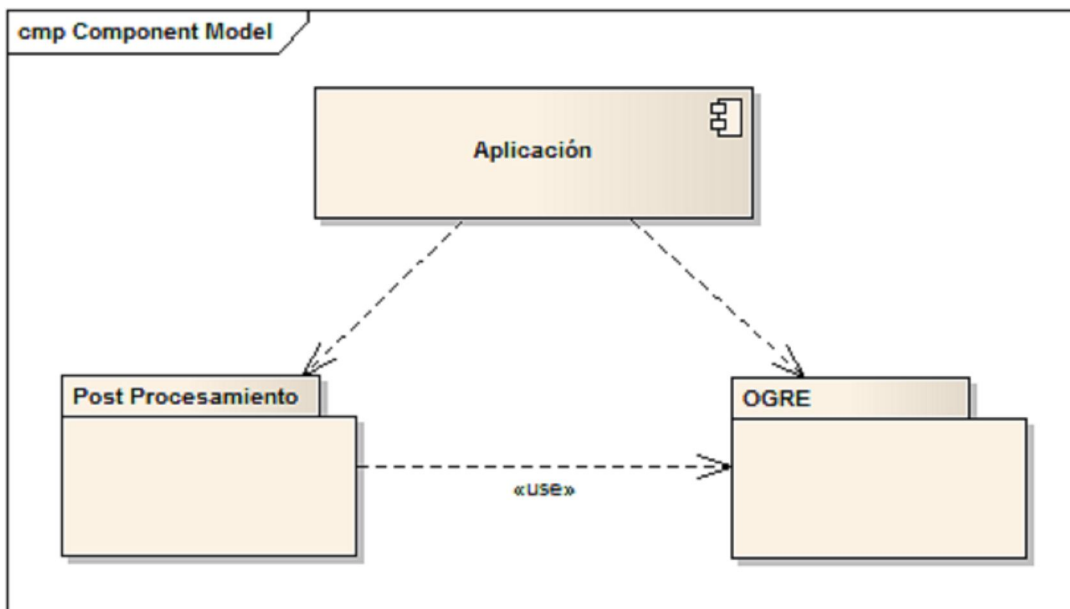 cmp Component Model
Aplicación
Post Procesamiento
OGRE
«use»